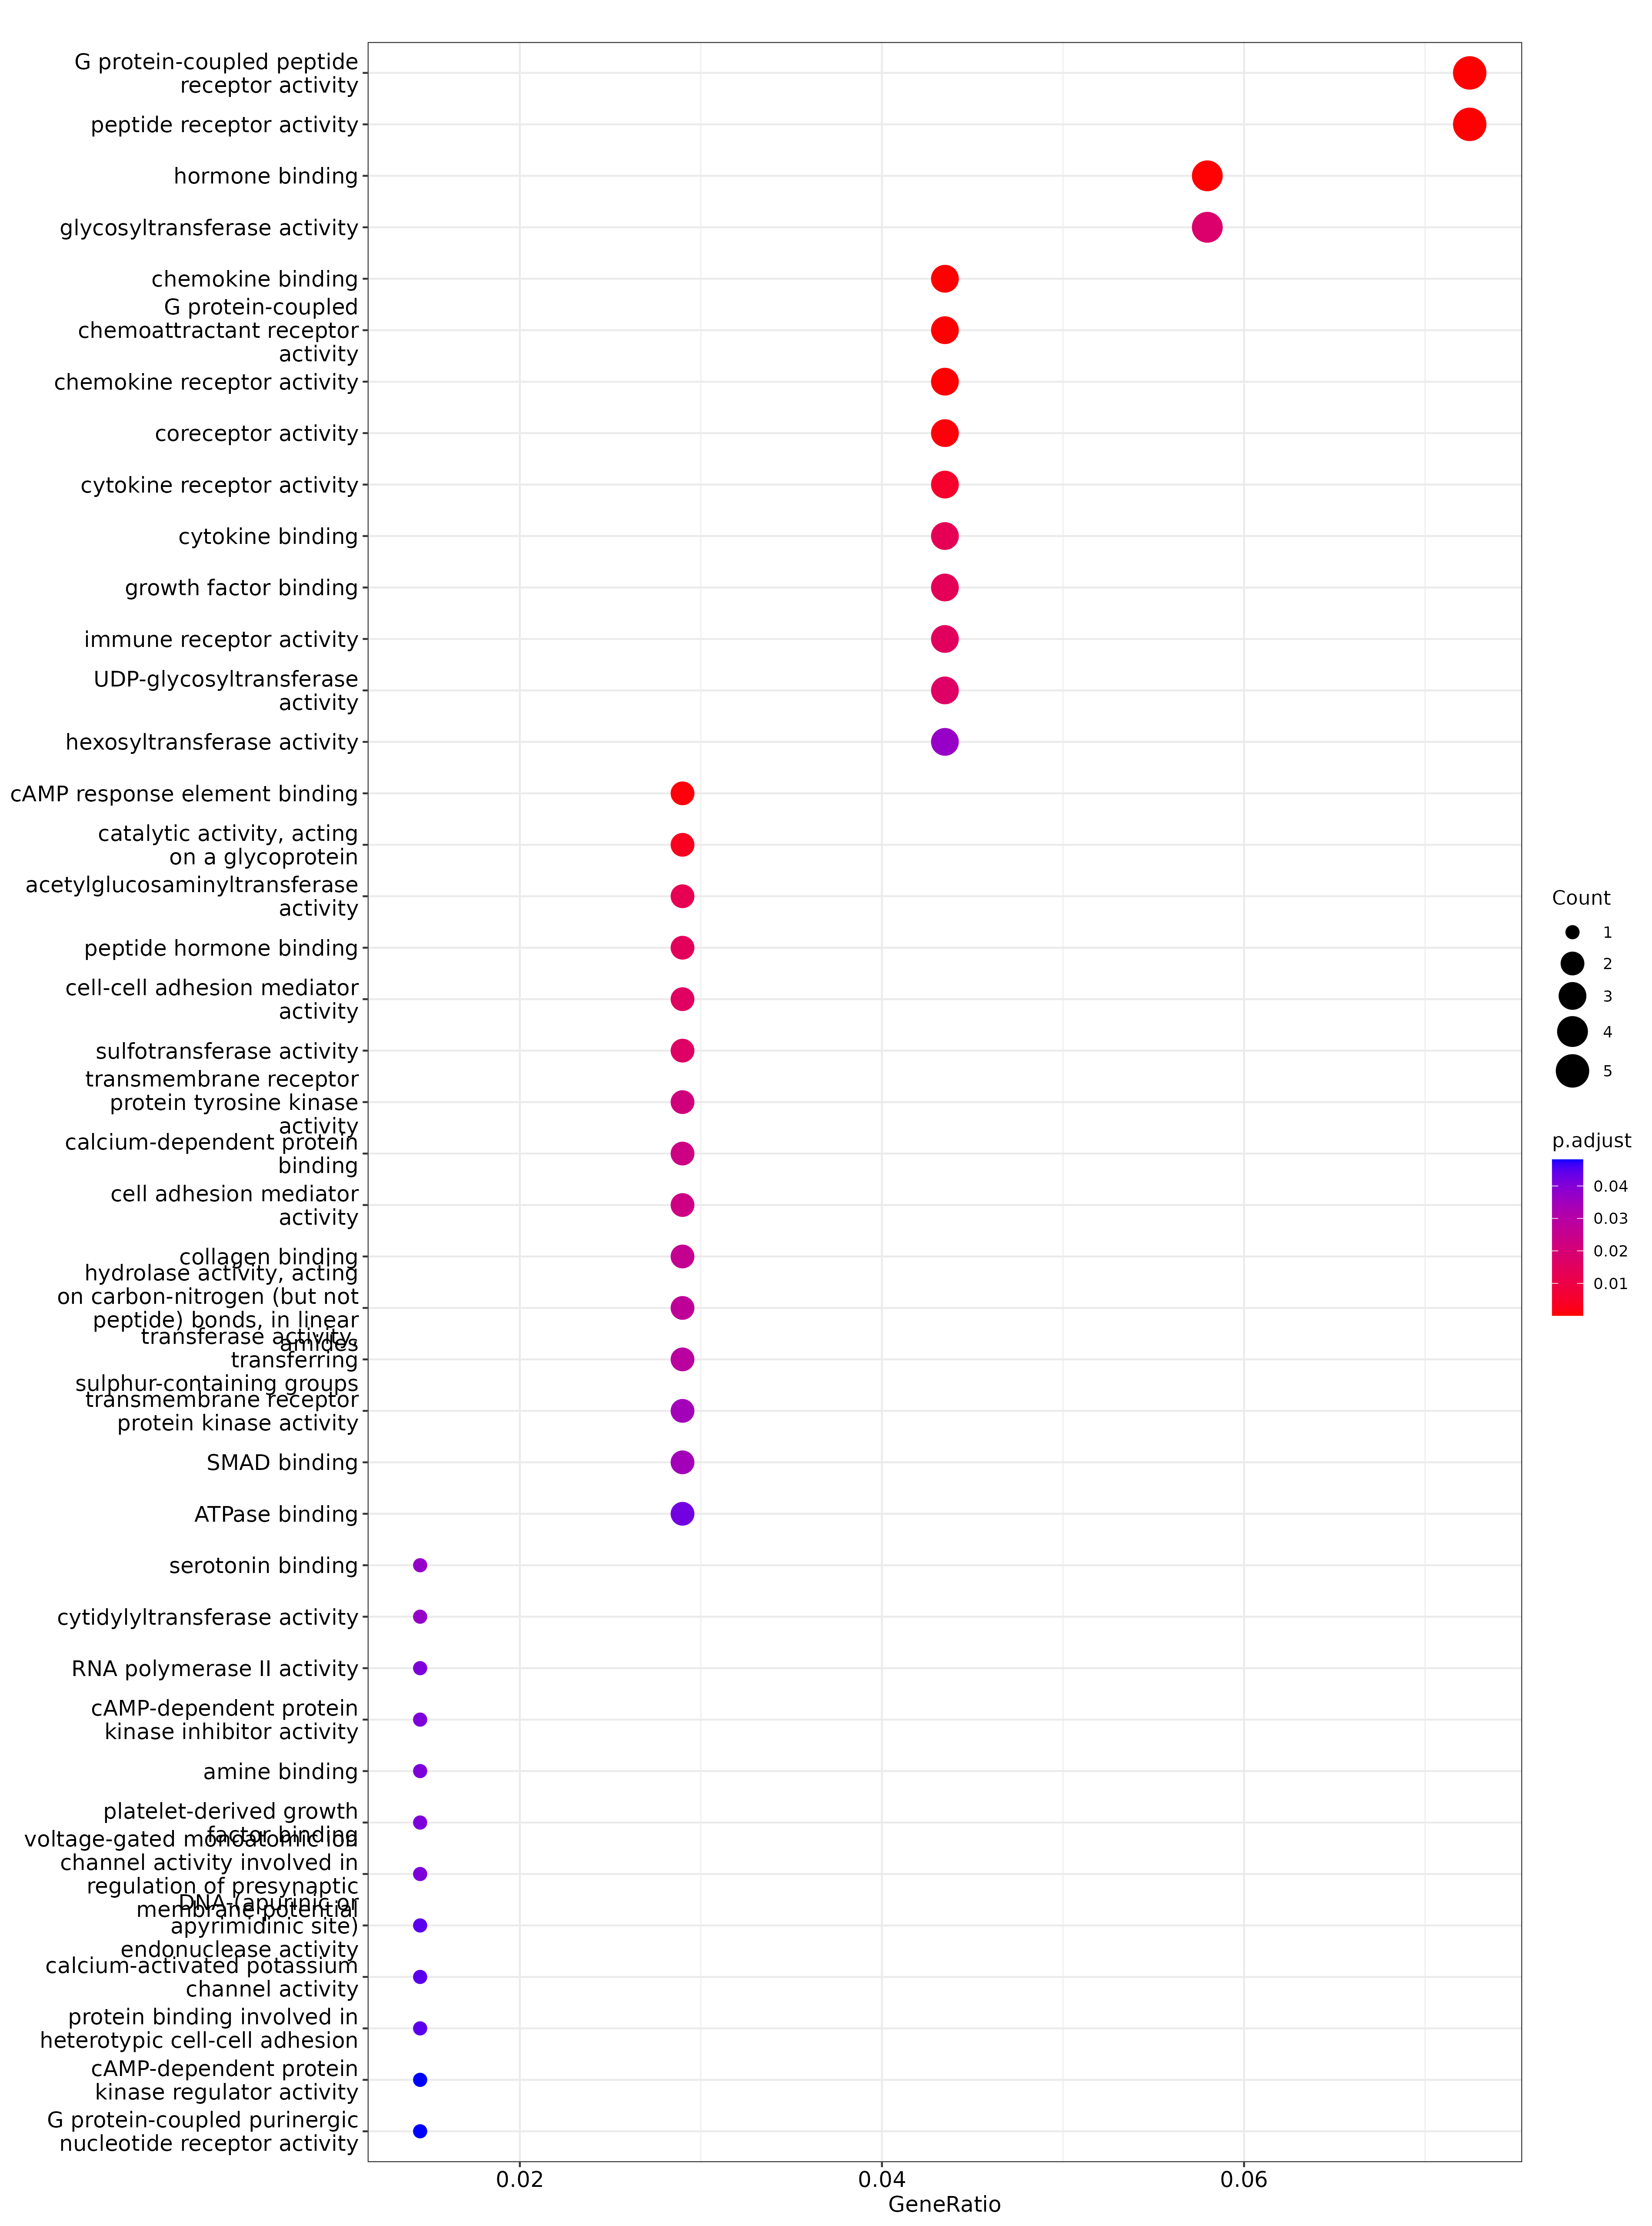 G protein-coupled peptide
receptor activity
peptide receptor activity
hormone binding
glycosyltransferase activity
chemokine binding
G protein-coupled
chemoattractant receptor
activity
chemokine receptor activity
coreceptor activity
cytokine receptor activity
cytokine binding
growth factor binding
immune receptor activity
UDP-glycosyltransferase
activity
hexosyltransferase activity
cAMP response element binding
catalytic activity, acting
on a glycoprotein
acetylglucosaminyltransferase
activity
peptide hormone binding
cell-cell adhesion mediator
activity
sulfotransferase activity
transmembrane receptor
protein tyrosine kinase
activity
calcium-dependent protein
binding
cell adhesion mediator
activity
collagen binding
hydrolase activity, acting
on carbon-nitrogen (but not
peptide) bonds, in linear
amides
transferase activity,
transferring
sulphur-containing groups
transmembrane receptor
protein kinase activity
SMAD binding
ATPase binding
serotonin binding
cytidylyltransferase activity
RNA polymerase II activity
cAMP-dependent protein
kinase inhibitor activity
amine binding
platelet-derived growth
factor binding
voltage-gated monoatomic ion
channel activity involved in
regulation of presynaptic
membrane potential
DNA-(apurinic or
apyrimidinic site)
endonuclease activity
calcium-activated potassium
channel activity
protein binding involved in
heterotypic cell-cell adhesion
cAMP-dependent protein
kinase regulator activity
G protein-coupled purinergic
nucleotide receptor activity
0.02
0.04
0.06
GeneRatio
Count
1
2
3
4
5
p.adjust
0.04
0.03
0.02
0.01